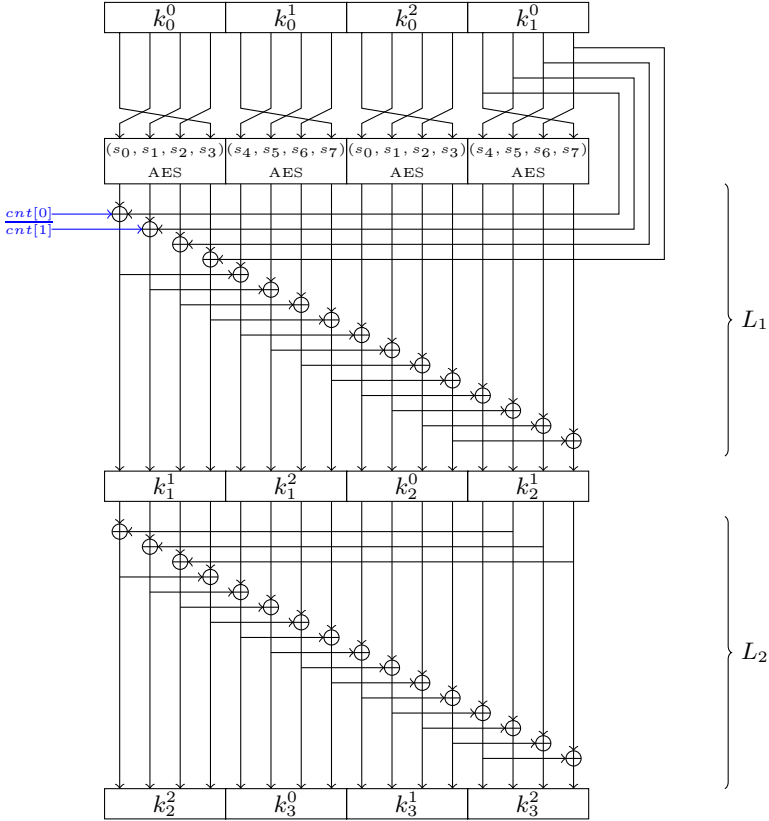 $k_0^0$ $k_0^1$ $k_0^2$ $k_1^0$
$(s_0, s_1, s_2, s_3)$ $(s_4, s_5, s_6, s_7)$ $(s_0, s_1, s_2, s_3)$ $(s_4, s_5, s_6, s_7)$
AES AES AES AES
$cnt[0]$
$\overline{cnt[1]}$
$L_1$
$k_1^1$ $k_1^2$ $k_2^0$ $k_2^1$
$L_2$
$k_2^2$ $k_3^0$ $k_3^1$ $k_3^2$